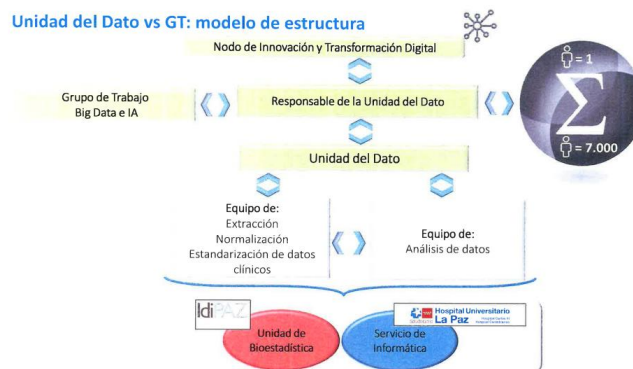 Unidad del Dato vs GT: modelo de estructura
Nodo de Innovación y Transformación Digital
Grupo de Trabajo
Big Data e IA
Responsable de la Unidad del Dato
= 1
Σ
= 7.000
Unidad del Dato
Equipo de:
Extracción
Normalización
Estandarización de datos
clínicos
Equipo de:
Análisis de datos
IdiPAZ
Hospital Universitario
La Paz
Unidad de
Bioestadística
Servicio de
Informática